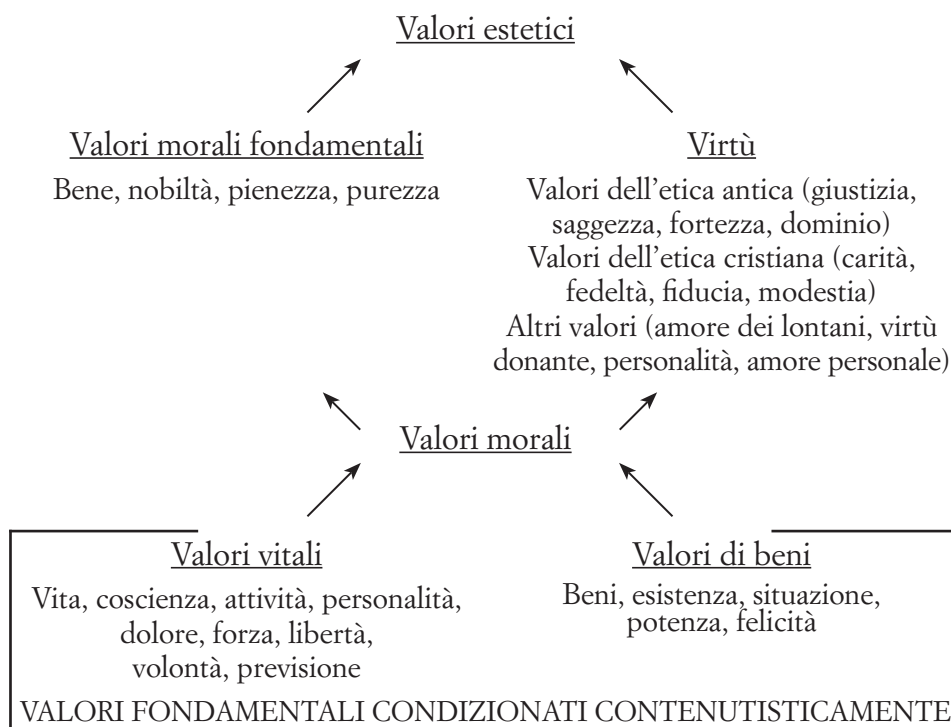 Valori estetici
Valori morali fondamentali
Bene, nobiltà, pienezza, purezza
Virtù
Valori dell’etica antica (giustizia,
saggezza, fortezza, dominio)
Valori dell’etica cristiana (carità,
fedeltà, fiducia, modestia)
Altri valori (amore dei lontani, virtù
donante, personalità, amore personale)
Valori morali
Valori vitali
Vita, coscienza, attività, personalità,
dolore, forza, libertà,
volontà, previsione
Valori di beni
Beni, esistenza, situazione,
potenza, felicità
VALORI FONDAMENTALI CONDIZIONATI CONTENUTISTICAMENTE